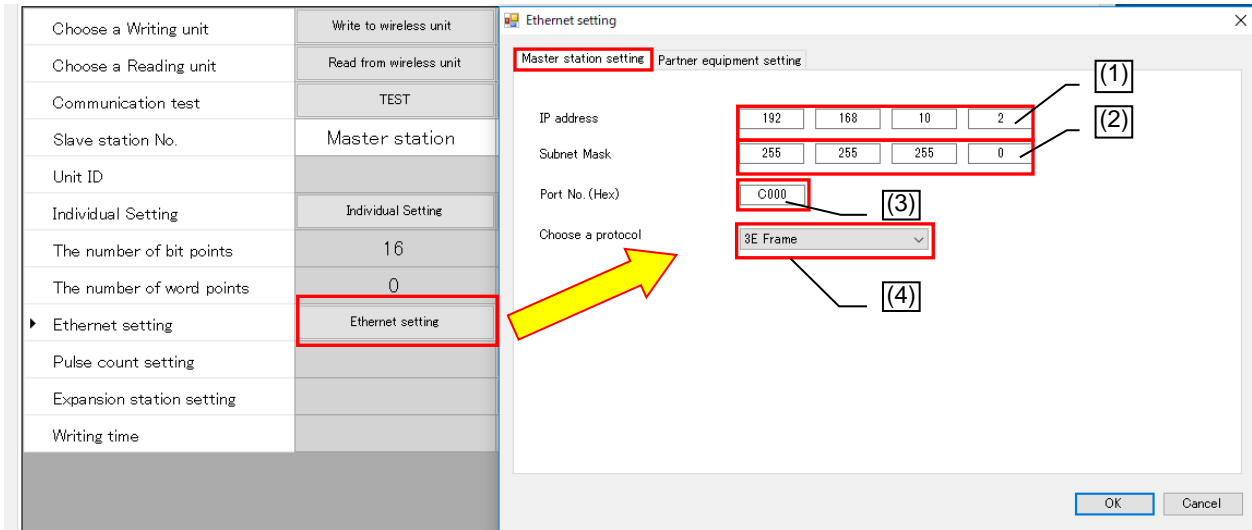 Choose a Writing unit
Write to wireless unit
Choose a Reading unit
Read from wireless unit
Communication test
TEST
Slave station No.
Master station
Unit ID
Individual Setting
Individual Setting
The number of bit points
16
The number of word points
0
Ethernet setting
Ethernet setting
Pulse count setting
Expansion station setting
Writing time
Ethernet setting
Master station setting
Partner equipment setting
(1)
IP address
192
168
10
2
(2)
Subnet Mask
255
255
255
0
Port No.(Hex)
C000
(3)
Choose a protocol
3E Frame
(4)
OK
Cancel